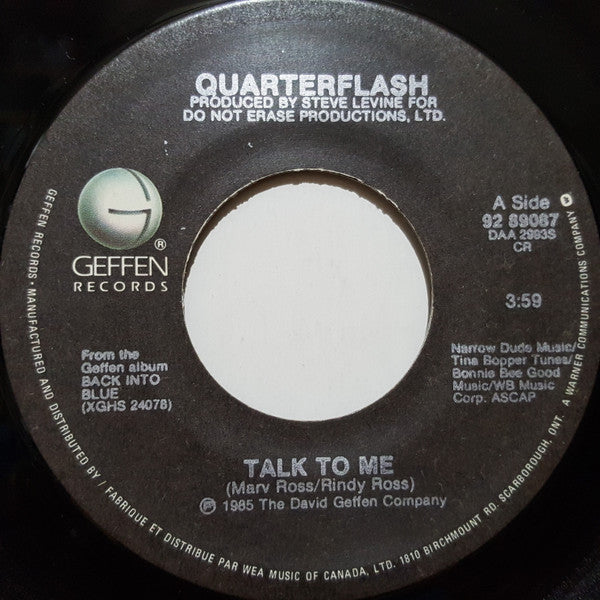 QUARTERFLASH
PRODUCED BY STEVE LEVINE FOR
DO NOT ERASE PRODUCTIONS, LTD.
GEFFEN ®
RECORDS
A Side
92 89087
DAA 2993S
CR
3:59
From the
Geffen album
BACK INTO
BLUE
(XGHS 24078)
Narrow Dude Music/
Tina Bopper Tunes/
Bonnie Bee Good
Music/WB Music
Corp. ASCAP
TALK TO ME
(Marv Ross/Rindy Ross)
Ⓟ 1985 The David Geffen Company
GEFFEN RECORDS · MANUFACTURED AND DISTRIBUTED BY / FABRIQUE ET DISTRIBUE PAR WEA MUSIC OF CANADA, LTD. 1810 BIRCHMOUNT RD. SCARBOROUGH, ONT. A WARNER COMMUNICATIONS COMPANY